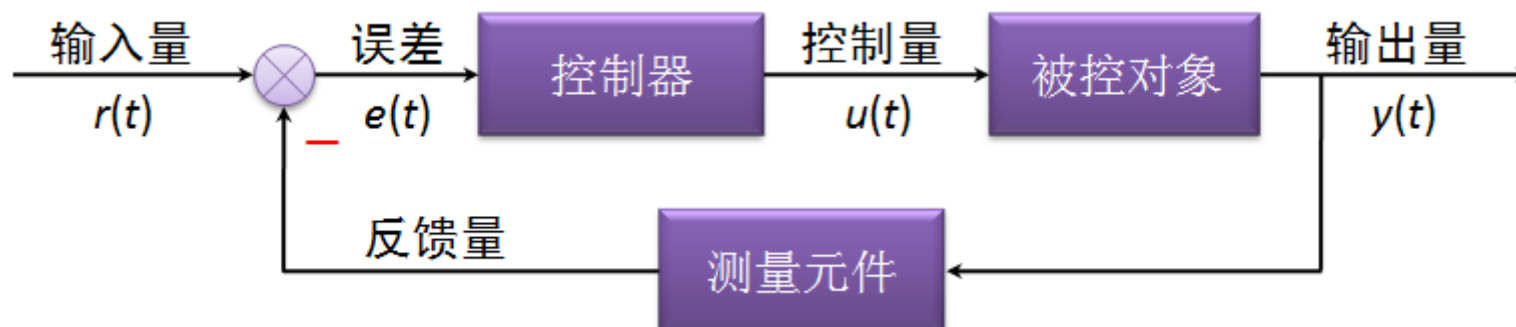 输入量
误差
控制器
控制量
被控对象
输出量
r(t)
e(t)
u(t)
y(t)
—
反馈量
测量元件